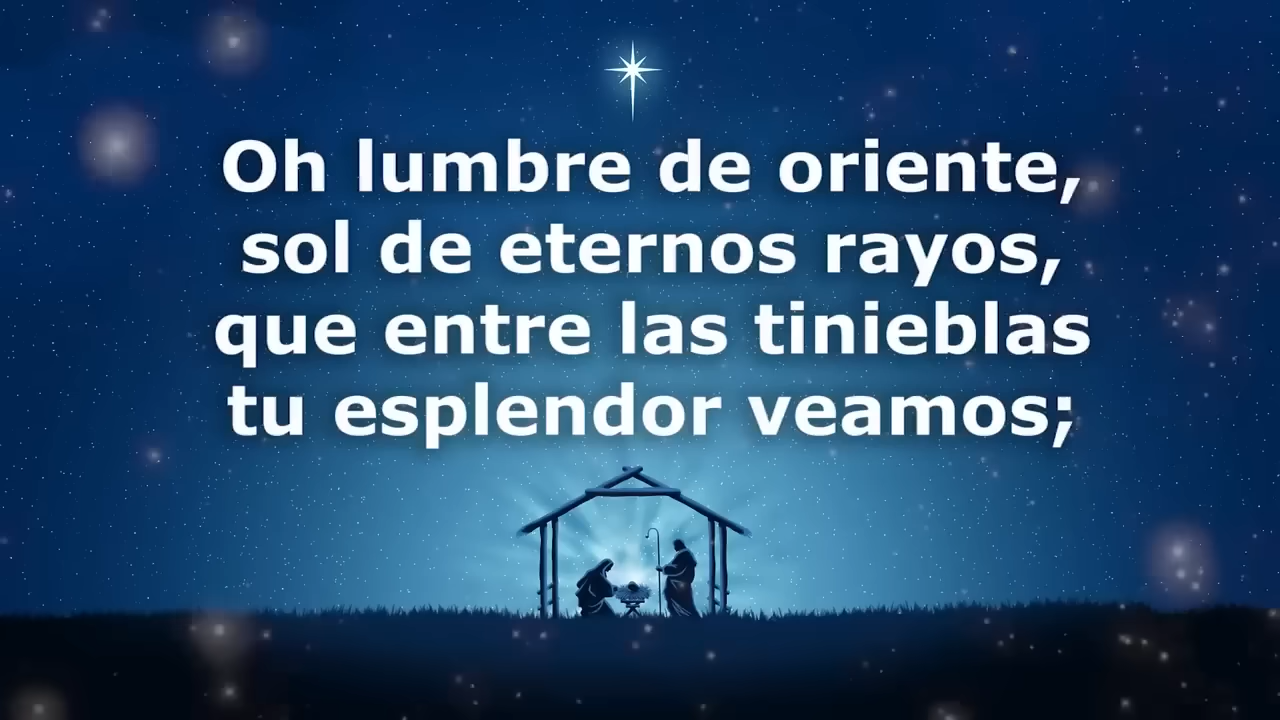 Oh lumbre de oriente,
sol de eternos rayos,
que entre las tinieblas
tu esplendor veamos;